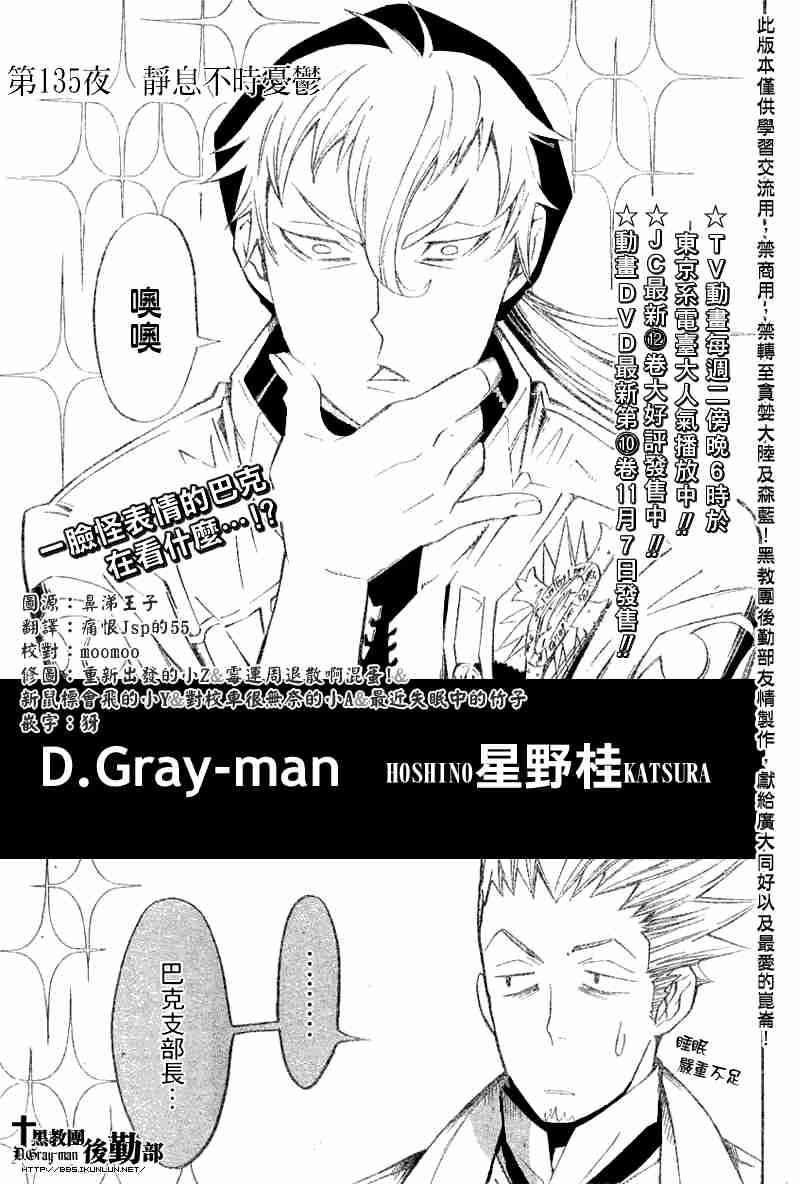 第135夜　靜息不時憂鬱
★TV動畫每週二傍晚6時於
東京系電臺大人氣播放中!!
★JC最新⑫卷大好評發售中!!
★動畫DVD最新第⑩卷11月7日發售!!
噢噢
一臉怪表情的巴克
在看什麼…!?
圖源：鼻涕王子
翻譯：痛恨Jsp的55
校對：moomoo
修圖：重新出發的小Z&霉運周退散啊混蛋!&
新鼠標會飛的小Y&對校車很無奈的小A&最近失眠中的竹子
嵌字：犽
D.Gray-man HOSHINO星野桂KATSURA
………
巴克支部長…
睡眠
嚴重不足
此版本僅供學習交流用，禁商用，禁轉至貪婪大陸及森藍！黑教團後勤部友情製作，獻給廣大同好以及最愛的崑崙！
黑教團
D.Gray-man 後勤部
HTTP://BBS.IKUNLUN.NET/